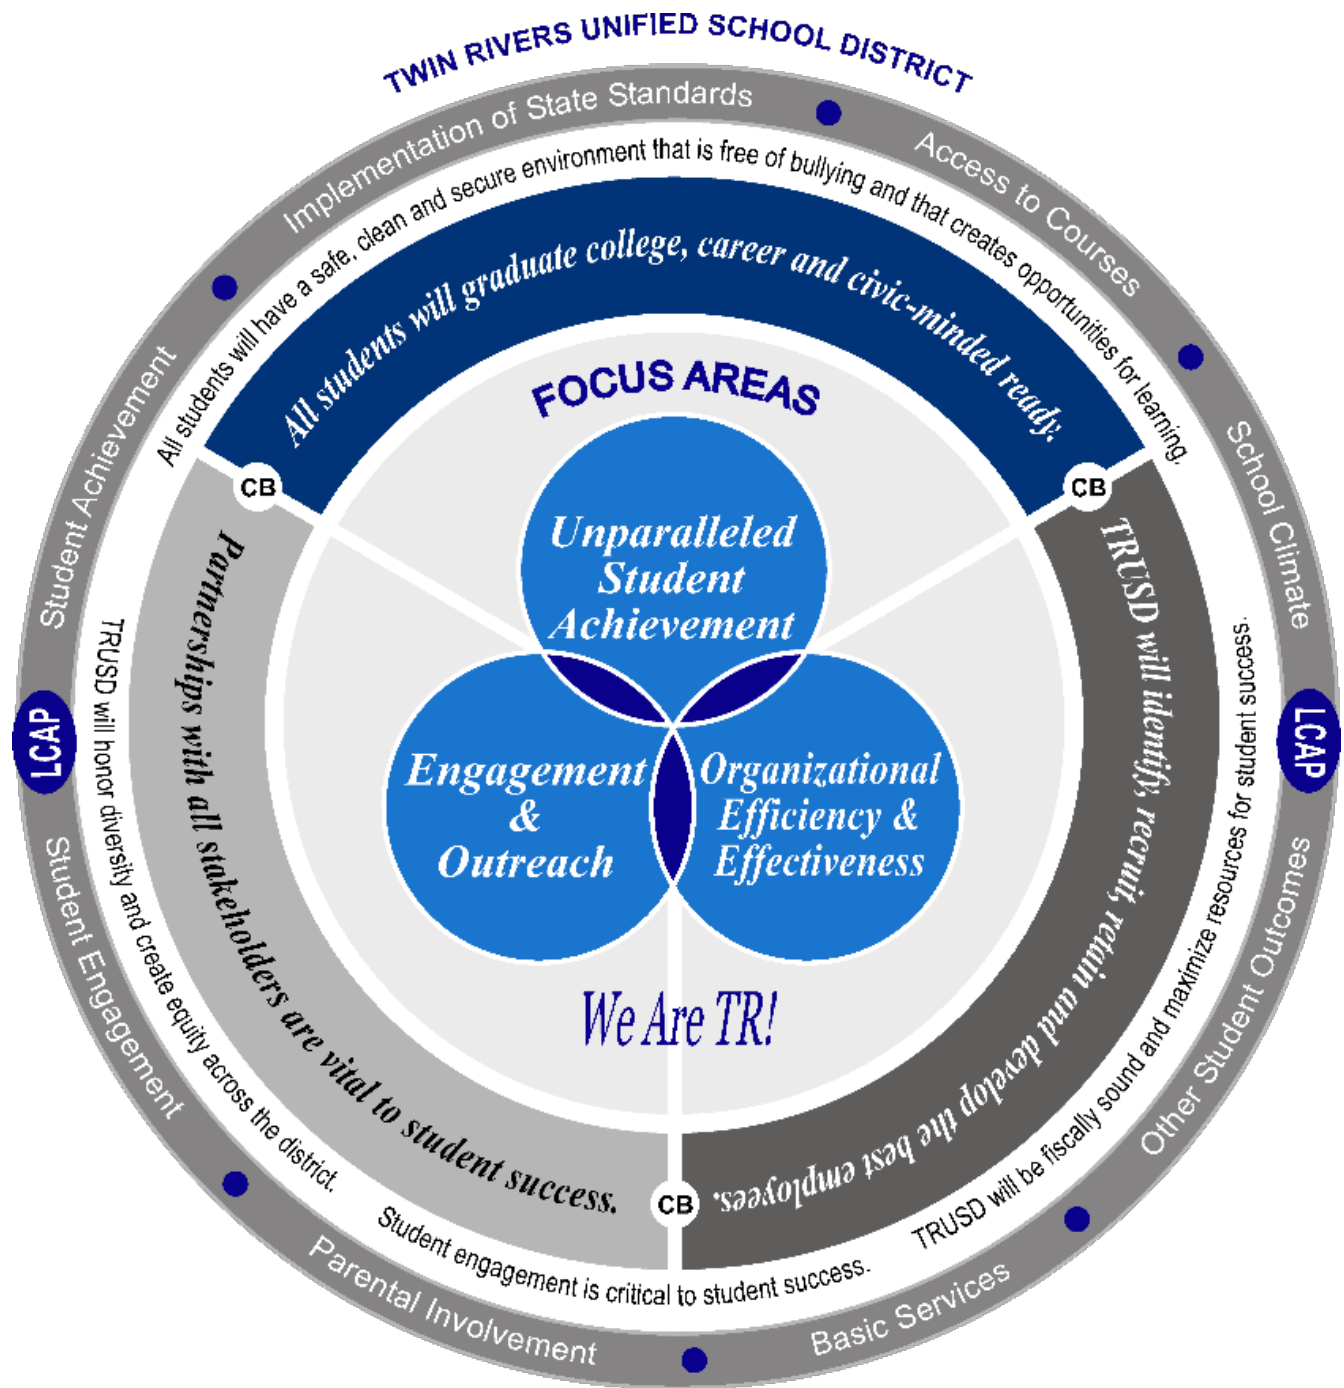 TWIN RIVERS UNIFIED SCHOOL DISTRICT
Implementation of State Standards
Access to Courses
School Climate
Other Student Outcomes
Basic Services
Parental Involvement
Student Engagement
Student Achievement
LCAP
LCAP
All students will have a safe, clean and secure environment that is free of bullying and that creates opportunities for learning.
TRUSD will be fiscally sound and maximize resources for student success.
Student engagement is critical to student success.
TRUSD will honor diversity and create equity across the district.
All students will graduate college, career and civic-minded ready.
CB
TRUSD will identify, recruit, retain and develop the best employees.
CB
Partnerships with all stakeholders are vital to student success.
CB
FOCUS AREAS
Unparalleled
Student
Achievement
Engagement
&
Outreach
Organizational
Efficiency &
Effectiveness
We Are TR!